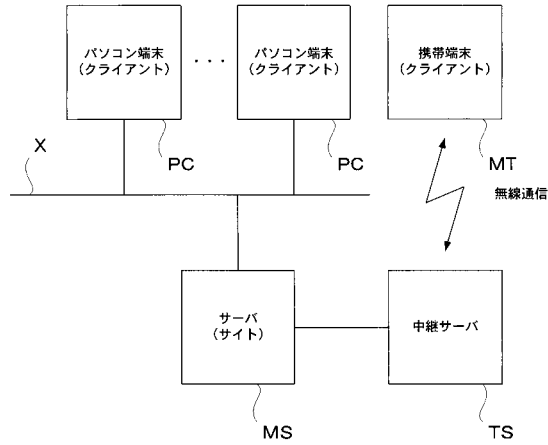 パソコン端末
(クライアント)
・・・
パソコン端末
(クライアント)
携帯端末
(クライアント)
X
PC
PC
MT
無線通信
サーバ
(サイト)
中継サーバ
MS
TS